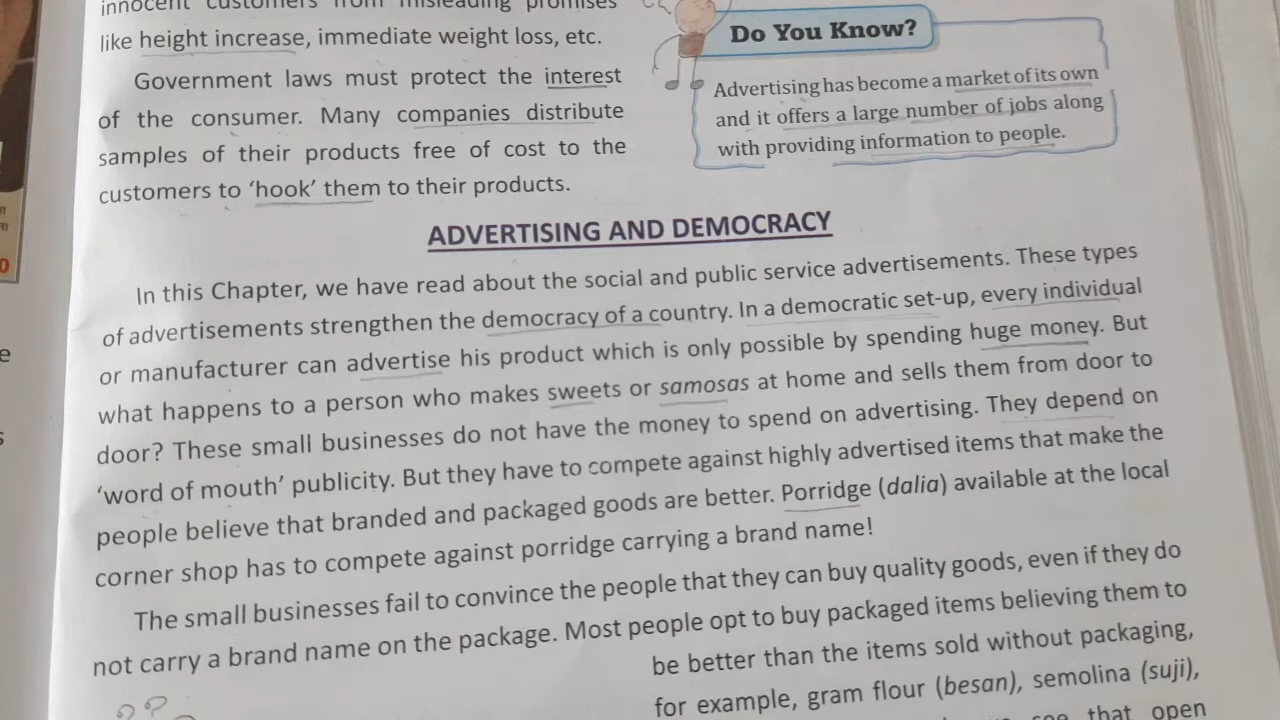 innocent customers from misleading promises
like height increase, immediate weight loss, etc.
Government laws must protect the interest
of the consumer. Many companies distribute
samples of their products free of cost to the
customers to ‘hook’ them to their products.
Do You Know?
Advertising has become a market of its own
and it offers a large number of jobs along
with providing information to people.
ADVERTISING AND DEMOCRACY
In this Chapter, we have read about the social and public service advertisements. These types
of advertisements strengthen the democracy of a country. In a democratic set-up, every individual
or manufacturer can advertise his product which is only possible by spending huge money. But
what happens to a person who makes sweets or samosas at home and sells them from door to
door? These small businesses do not have the money to spend on advertising. They depend on
‘word of mouth’ publicity. But they have to compete against highly advertised items that make the
people believe that branded and packaged goods are better. Porridge (dalia) available at the local
corner shop has to compete against porridge carrying a brand name!
The small businesses fail to convince the people that they can buy quality goods, even if they do
not carry a brand name on the package. Most people opt to buy packaged items believing them to
be better than the items sold without packaging,
for example, gram flour (besan), semolina (suji),
see that open